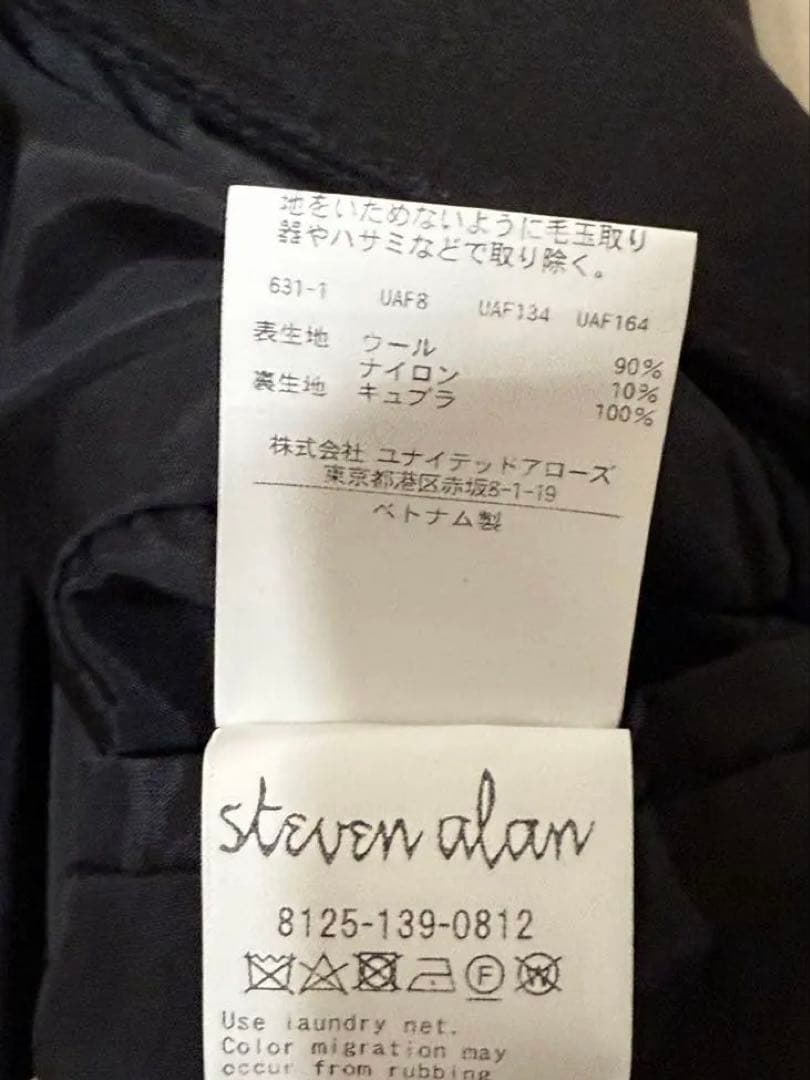 地をいためないように毛玉取り
器やハサミなどで取り除く。
631-1 UAF8 UAF134 UAF164
表生地 ウール 90%
ナイロン 10%
裏生地 キュプラ 100%
株式会社 ユナイテッドアローズ
東京都港区赤坂8-1-19
ベトナム製
steven alan
8125-139-0812
F W
Use laundry net.
Color migration may
occur from rubbing